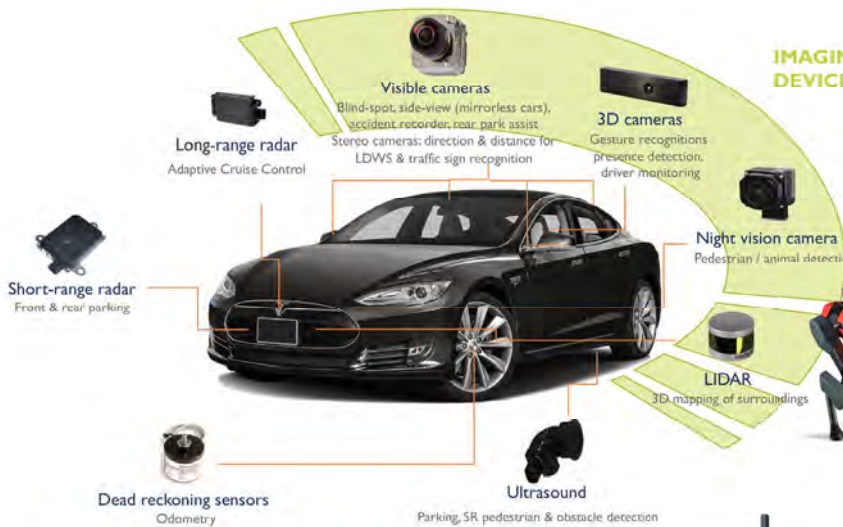 IMAGIN
DEVICE
Visible cameras
Blind-spot, side-view (mirrorless cars),
accident recorder, rear park assist
Stereo cameras: direction & distance for
LDWS & traffic sign recognition
3D cameras
Gesture recognitions
presence detection,
driver monitoring
Long-range radar
Adaptive Cruise Control
Night vision camera
Pedestrian / animal detectio
Short-range radar
Front & rear parking
LIDAR
3D mapping of surroundings
Dead reckoning sensors
Odometry
Ultrasound
Parking, SR pedestrian & obstacle detection